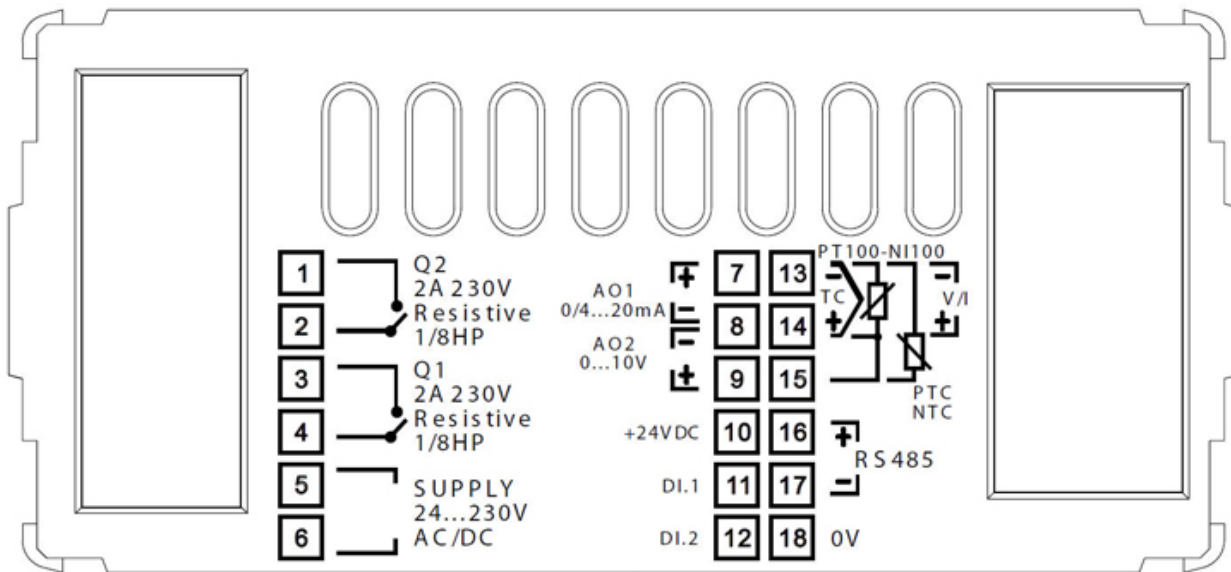 1
2
3
4
5
6
Q2
2A 230V
Resistive
1/8HP
Q1
2A 230V
Resistive
1/8HP
SUPPLY
24...230V
AC/DC
+
AO1
0/4...20mA
-
AO2
0...10V
-
+
+24VDC
DI.1
DI.2
7
8
9
10
11
12
13
14
15
16
17
18
PT100-NI100
-
TC
+
-
V/I
+
PTC
NTC
+
RS485
-
0V